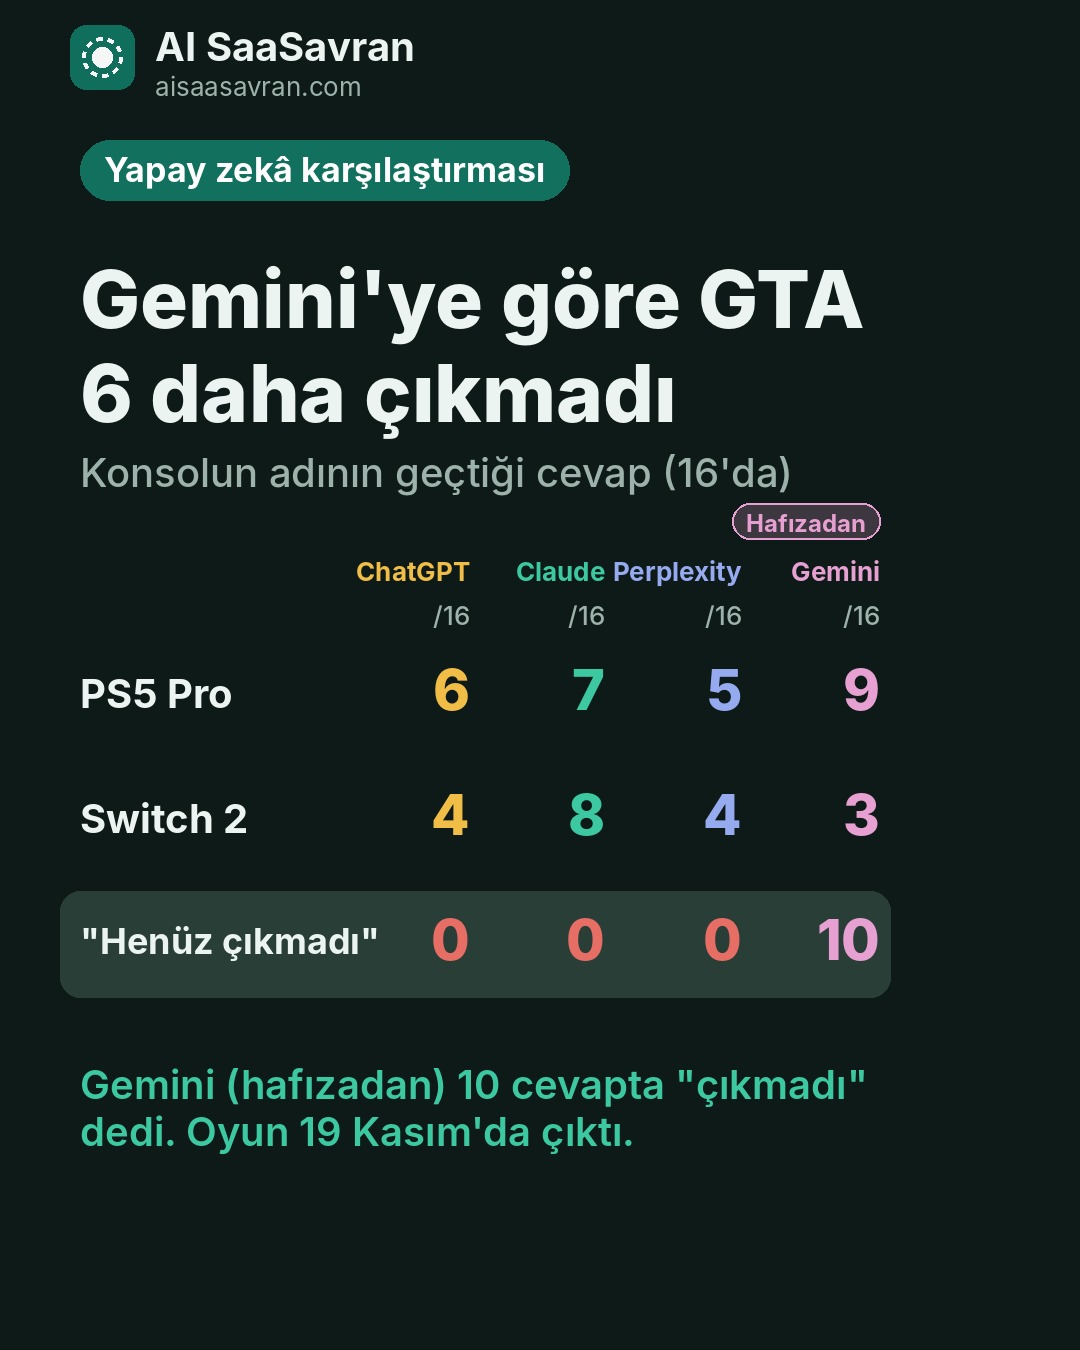 AI SaaSavran
aisaasavran.com
Yapay zekâ karşılaştırması
Gemini'ye göre GTA
6 daha çıkmadı
Konsolun adının geçtiği cevap (16'da)
Hafızadan
ChatGPT Claude Perplexity Gemini
/16 /16 /16 /16
PS5 Pro 6 7 5 9
Switch 2 4 8 4 3
"Henüz çıkmadı" 0 0 0 10
Gemini (hafızadan) 10 cevapta "çıkmadı"
dedi. Oyun 19 Kasım'da çıktı.